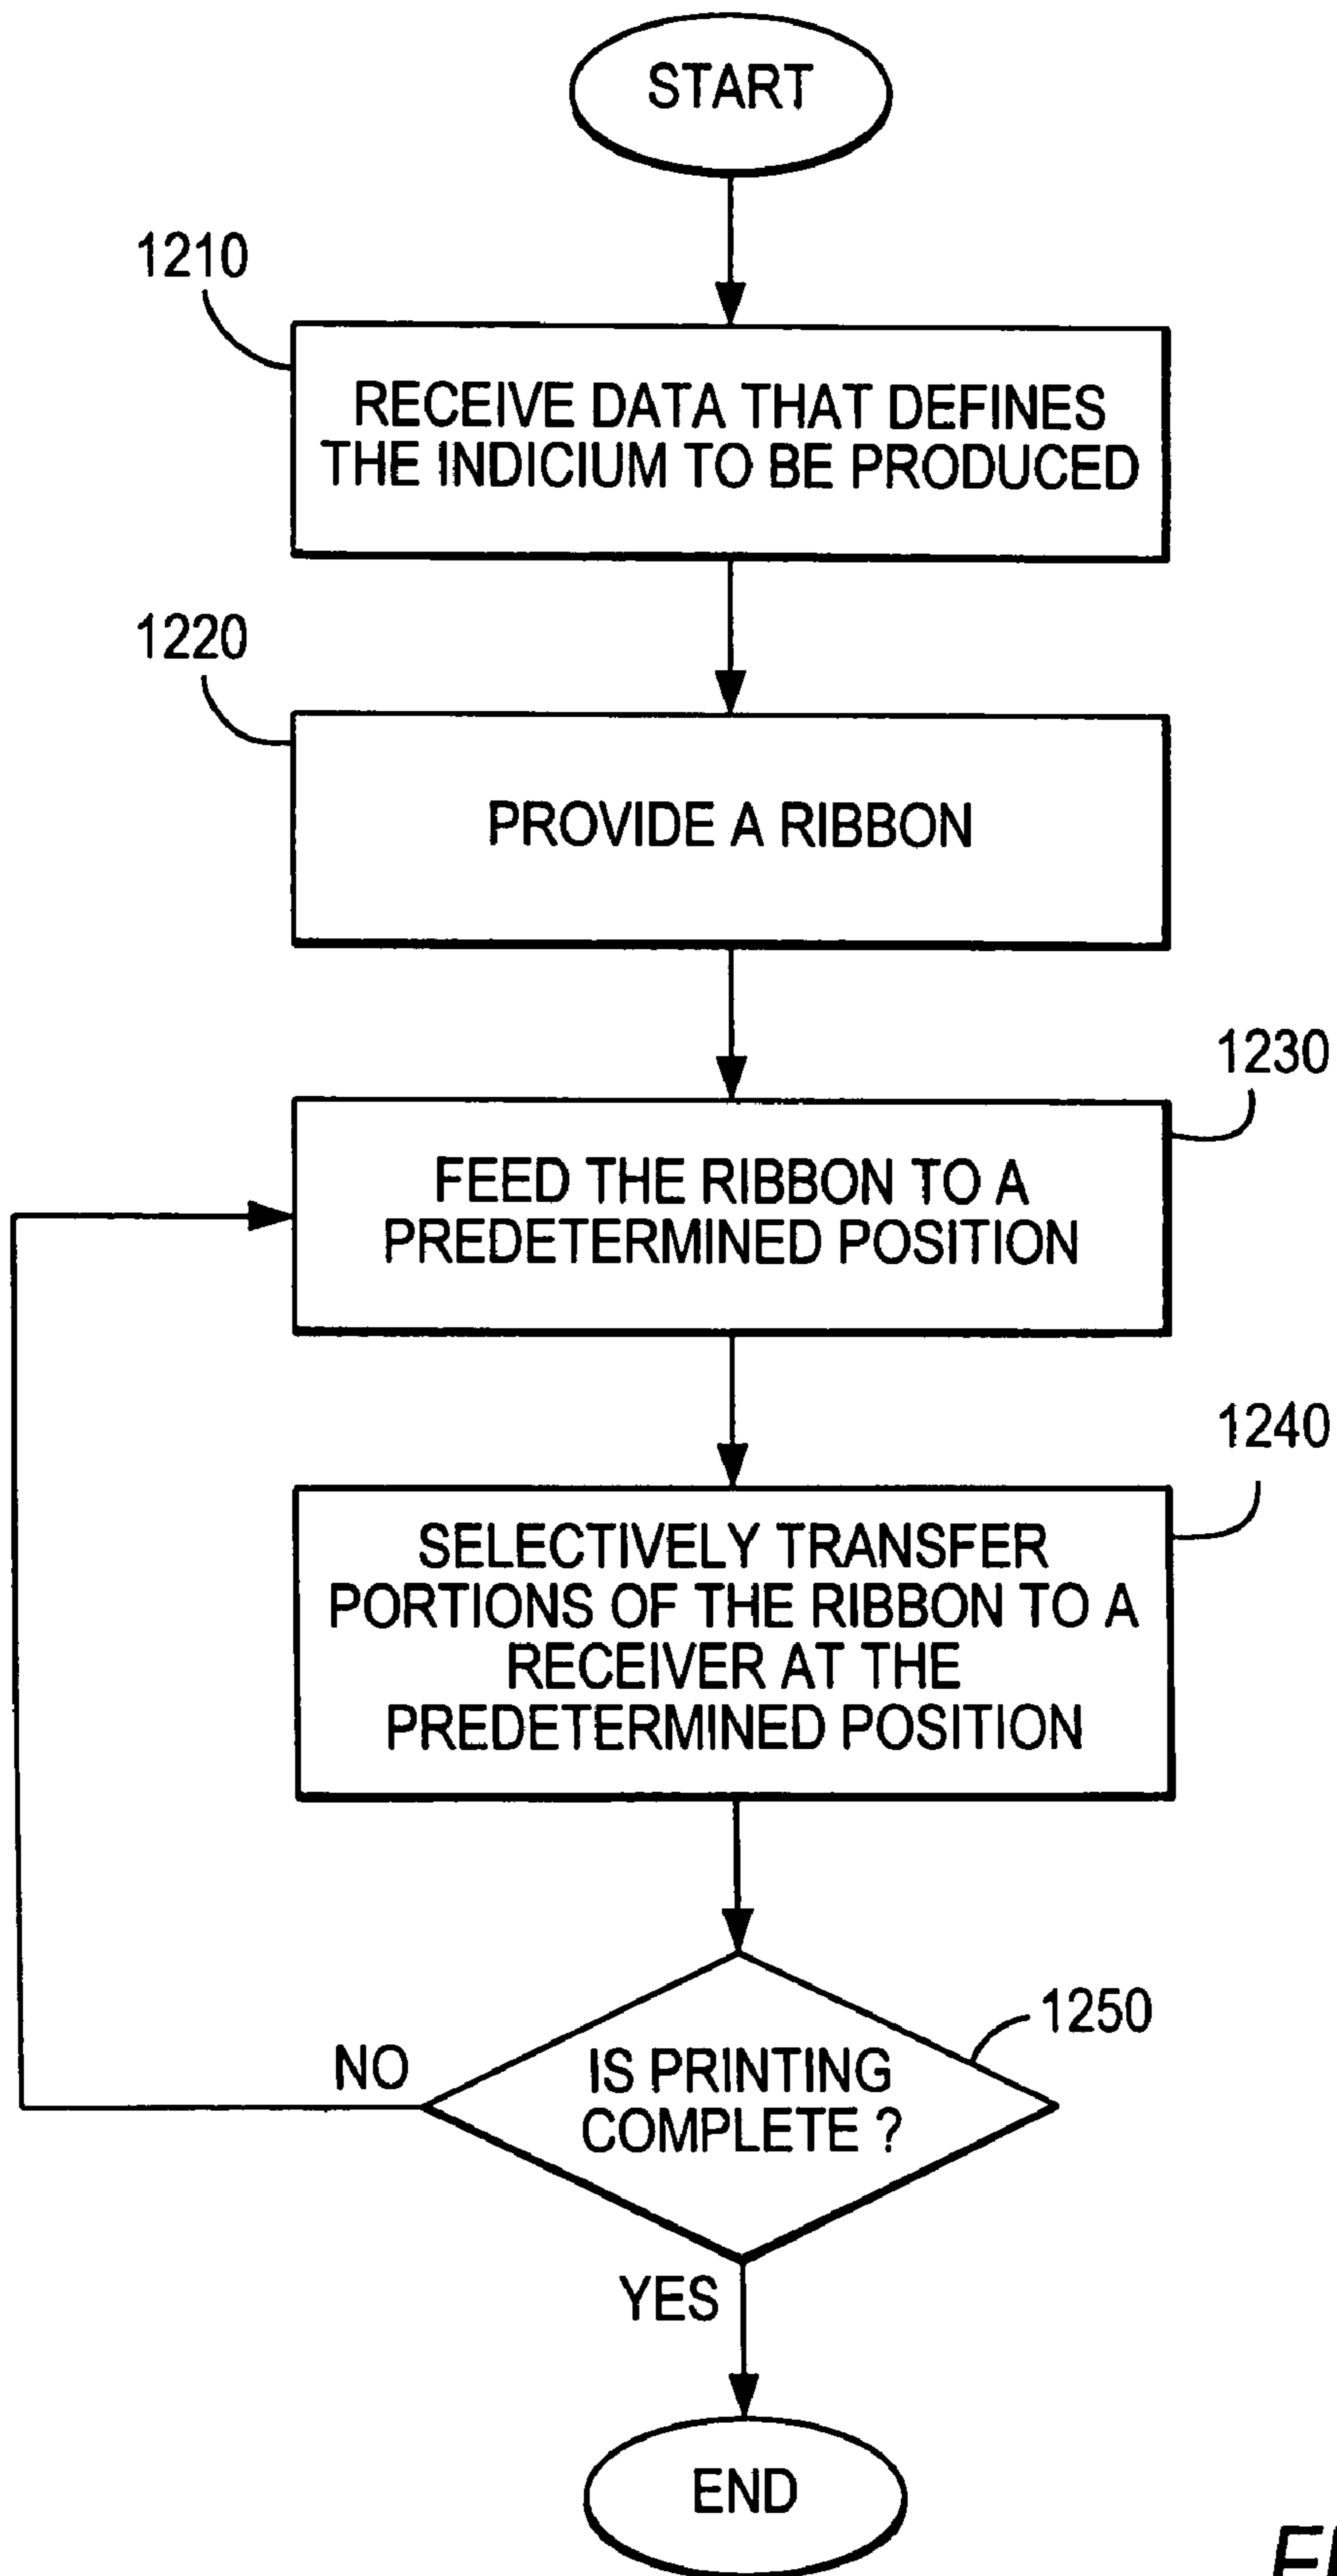 START
1210
RECEIVE DATA THAT DEFINES
THE INDICIUM TO BE PRODUCED
1220
PROVIDE A RIBBON
1230
FEED THE RIBBON TO A
PREDETERMINED POSITION
1240
SELECTIVELY TRANSFER
PORTIONS OF THE RIBBON TO A
RECEIVER AT THE
PREDETERMINED POSITION
1250
IS PRINTING
COMPLETE ?
NO
YES
END